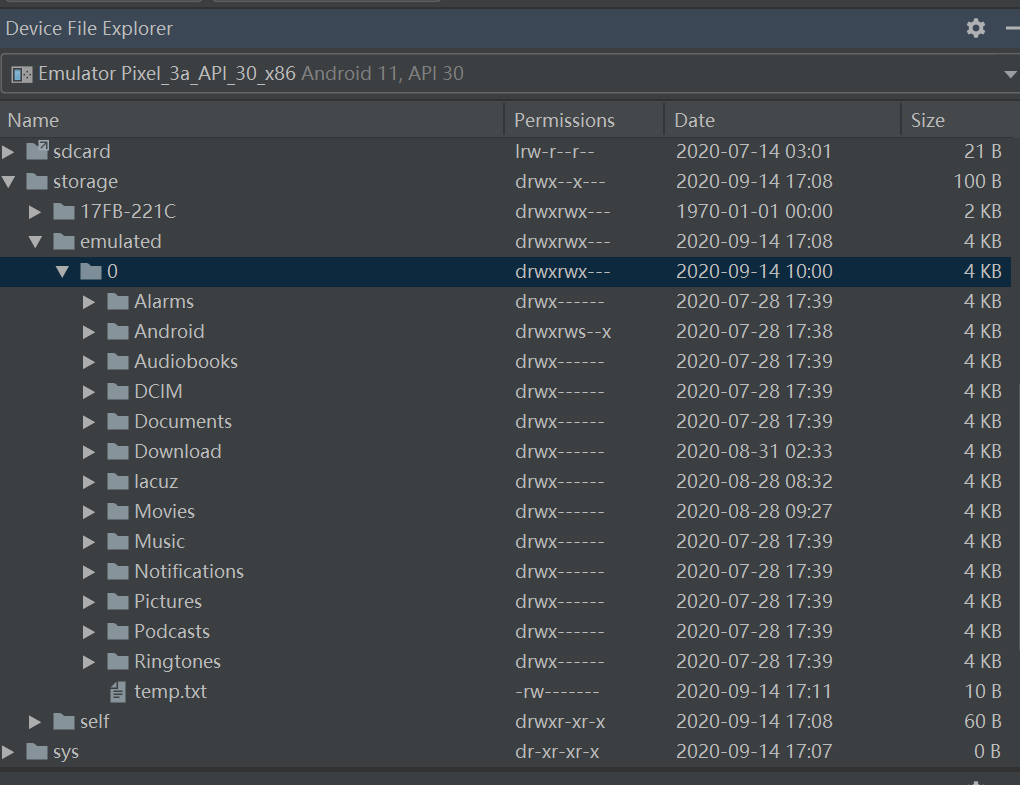 Device File Explorer
Emulator Pixel_3a_API_30_x86 Android 11, API 30
Name Permissions Date Size
sdcard lrw-r--r-- 2020-07-14 03:01 21 B
storage drwx--x--- 2020-09-14 17:08 100 B
17FB-221C drwxrwx--- 1970-01-01 00:00 2 KB
emulated drwxrwx--- 2020-09-14 17:08 4 KB
0 drwxrwx--- 2020-09-14 10:00 4 KB
Alarms drwx------ 2020-07-28 17:39 4 KB
Android drwxrws--x 2020-07-28 17:38 4 KB
Audiobooks drwx------ 2020-07-28 17:39 4 KB
DCIM drwx------ 2020-07-28 17:39 4 KB
Documents drwx------ 2020-07-28 17:39 4 KB
Download drwx------ 2020-08-31 02:33 4 KB
lacuz drwx------ 2020-08-28 08:32 4 KB
Movies drwx------ 2020-08-28 09:27 4 KB
Music drwx------ 2020-07-28 17:39 4 KB
Notifications drwx------ 2020-07-28 17:39 4 KB
Pictures drwx------ 2020-07-28 17:39 4 KB
Podcasts drwx------ 2020-07-28 17:39 4 KB
Ringtones drwx------ 2020-07-28 17:39 4 KB
temp.txt -rw------- 2020-09-14 17:11 10 B
self drwxr-xr-x 2020-09-14 17:08 60 B
sys dr-xr-xr-x 2020-09-14 17:07 0 B